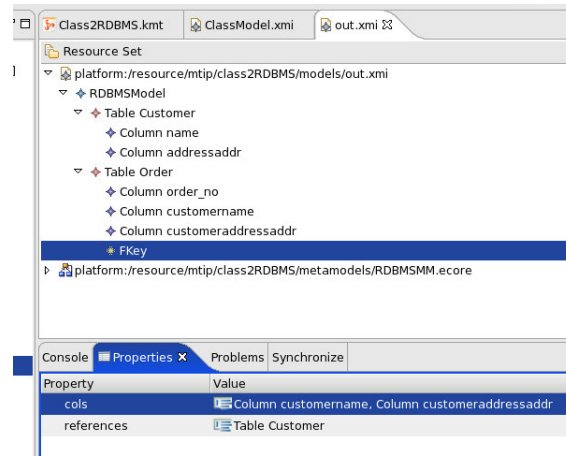 Class2RDBMS.kmt ClassModel.xmi out.xmi
Resource Set
platform:/resource/mtip/class2RDBMS/models/out.xmi
RDBMSModel
Table Customer
Column name
Column addressaddr
Table Order
Column order_no
Column customername
Column customeraddressaddr
FKey
platform:/resource/mtip/class2RDBMS/metamodels/RDBMSMM.ecore
Console Properties Problems Synchronize
Property Value
cols Column customername, Column customeraddressaddr
references Table Customer